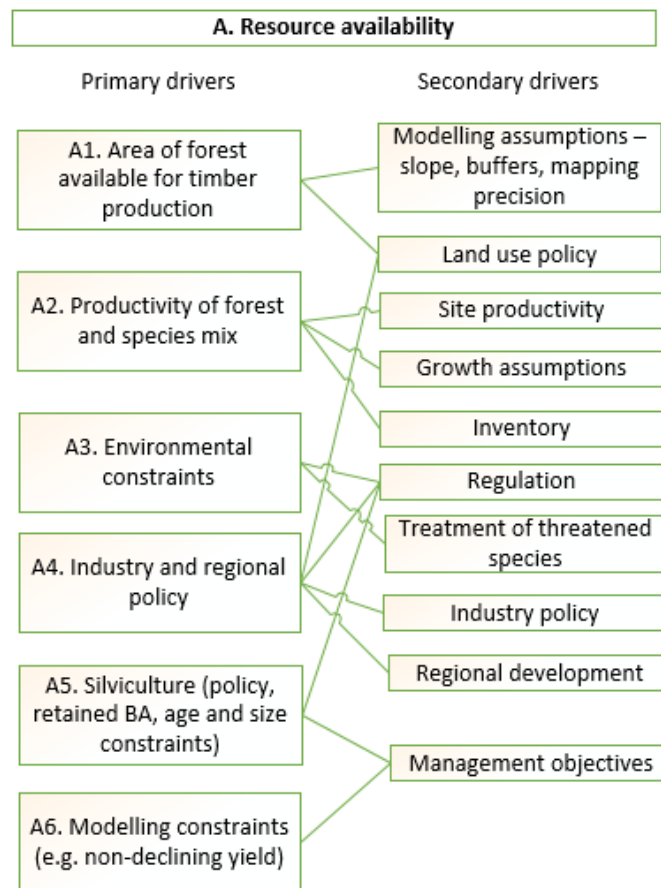 A. Resource availability
Primary drivers
Secondary drivers
A1. Area of forest
available for timber
production
A2. Productivity of forest
and species mix
A3. Environmental
constraints
A4. Industry and regional
policy
A5. Silviculture (policy,
retained BA, age and size
constraints)
A6. Modelling constraints
(e.g. non-declining yield)
Modelling assumptions –
slope, buffers, mapping
precision
Land use policy
Site productivity
Growth assumptions
Inventory
Regulation
Treatment of threatened
species
Industry policy
Regional development
Management objectives